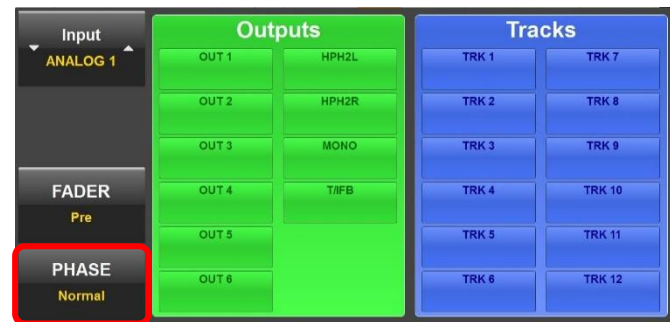 Input
ANALOG 1
FADER
Pre
PHASE
Normal
Outputs
OUT 1 HPH2L
OUT 2 HPH2R
OUT 3 MONO
OUT 4 T/IFB
OUT 5
OUT 6
Tracks
TRK 1 TRK 7
TRK 2 TRK 8
TRK 3 TRK 9
TRK 4 TRK 10
TRK 5 TRK 11
TRK 6 TRK 12